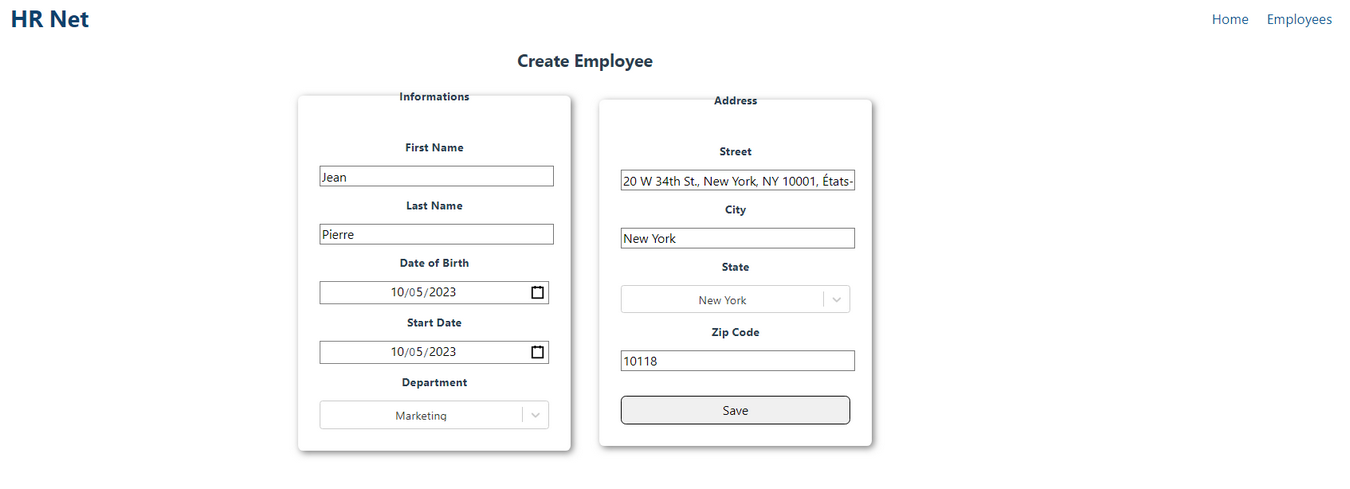 HR Net
Home Employees
Create Employee
Informations
First Name
Jean
Last Name
Pierre
Date of Birth
10/05/2023
Start Date
10/05/2023
Department
Marketing
Address
Street
20 W 34th St., New York, NY 10001, États-
City
New York
State
New York
Zip Code
10118
Save